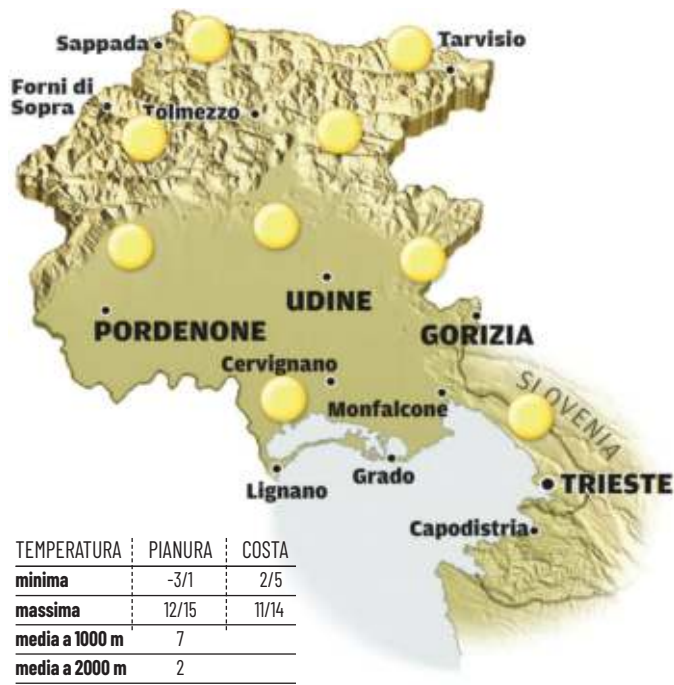 Sappada
Tarvisio
Forni di
Sopra
Tolmezzo
UDINE
PORDENONE
GORIZIA
Cervignano
Monfalcone
SLOVENIA
Lignano
Grado
TRIESTE
Capodistria
TEMPERATURA PIANURA COSTA
minima -3/1 2/5
massima 12/15 11/14
media a 1000 m 7
media a 2000 m 2